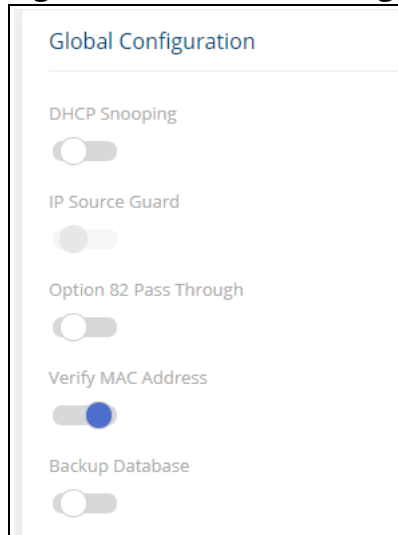 Global Configuration
DHCP Snooping
IP Source Guard
Option 82 Pass Through
Verify MAC Address
Backup Database